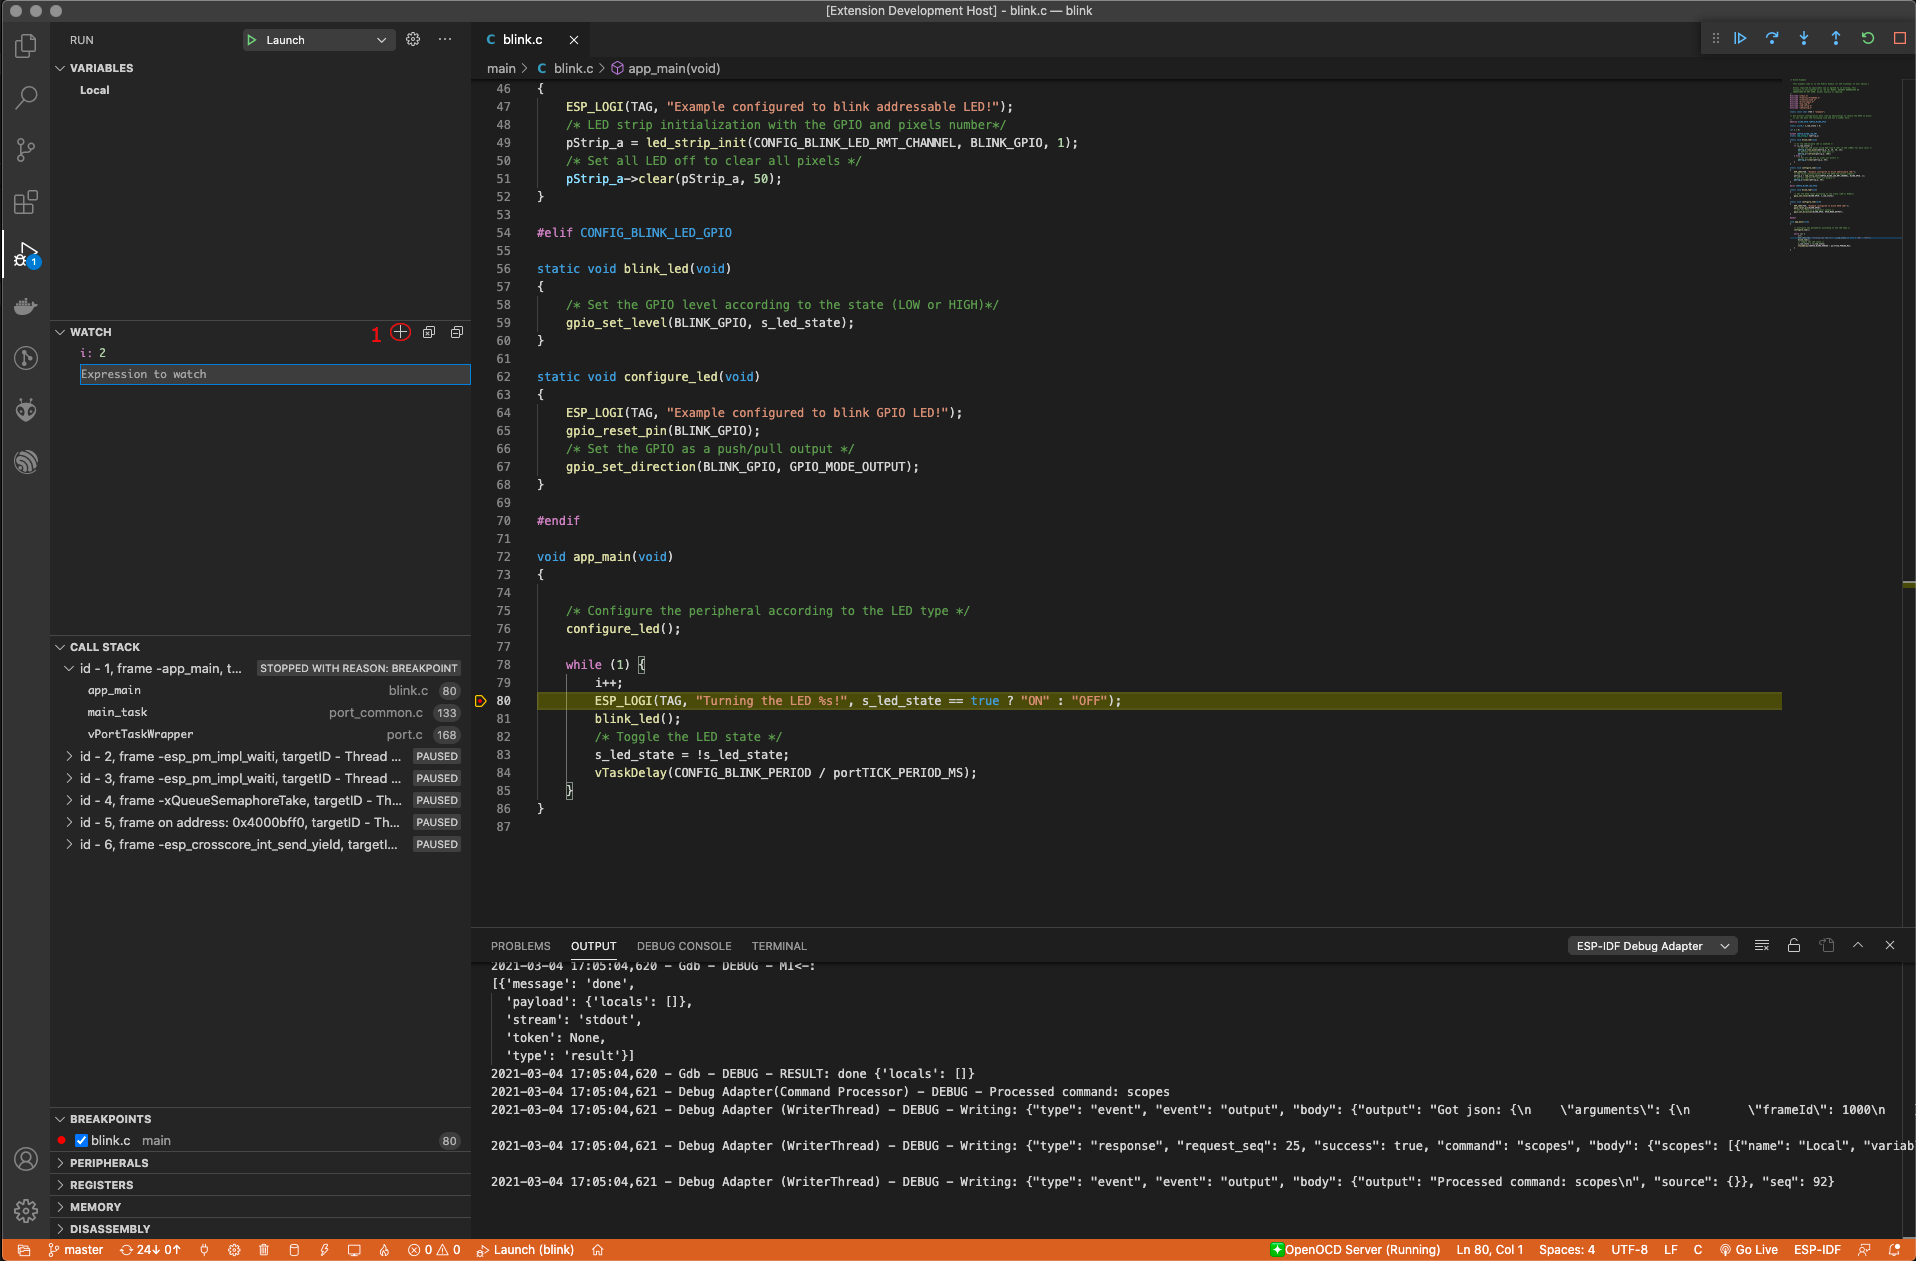 [Extension Development Host] - blink.c — blink
RUN
Launch
VARIABLES
Local
WATCH
1
i: 2
Expression to watch
CALL STACK
id - 1, frame -app_main, t... STOPPED WITH REASON: BREAKPOINT
app_main blink.c 80
main_task port_common.c 133
vPortTaskWrapper port.c 168
id - 2, frame -esp_pm_impl_waiti, targetID - Thread ... PAUSED
id - 3, frame -esp_pm_impl_waiti, targetID - Thread ... PAUSED
id - 4, frame -xQueueSemaphoreTake, targetID - Th... PAUSED
id - 5, frame on address: 0x4000bff0, targetID - Th... PAUSED
id - 6, frame -esp_crosscore_int_send_yield, targetI... PAUSED
BREAKPOINTS
blink.c main 80
PERIPHERALS
REGISTERS
MEMORY
DISASSEMBLY
1
C blink.c
main > C blink.c > app_main(void)
46 {
47 ESP_LOGI(TAG, "Example configured to blink addressable LED!");
48 /* LED strip initialization with the GPIO and pixels number*/
49 pStrip_a = led_strip_init(CONFIG_BLINK_LED_RMT_CHANNEL, BLINK_GPIO, 1);
50 /* Set all LED off to clear all pixels */
51 pStrip_a->clear(pStrip_a, 50);
52 }
53
54 #elif CONFIG_BLINK_LED_GPIO
55
56 static void blink_led(void)
57 {
58 /* Set the GPIO level according to the state (LOW or HIGH)*/
59 gpio_set_level(BLINK_GPIO, s_led_state);
60 }
61
62 static void configure_led(void)
63 {
64 ESP_LOGI(TAG, "Example configured to blink GPIO LED!");
65 gpio_reset_pin(BLINK_GPIO);
66 /* Set the GPIO as a push/pull output */
67 gpio_set_direction(BLINK_GPIO, GPIO_MODE_OUTPUT);
68 }
69
70 #endif
71
72 void app_main(void)
73 {
74
75 /* Configure the peripheral according to the LED type */
76 configure_led();
77
78 while (1) {
79 i++;
80 ESP_LOGI(TAG, "Turning the LED %s!", s_led_state == true ? "ON" : "OFF");
81 blink_led();
82 /* Toggle the LED state */
83 s_led_state = !s_led_state;
84 vTaskDelay(CONFIG_BLINK_PERIOD / portTICK_PERIOD_MS);
85 }
86 }
87
PROBLEMS OUTPUT DEBUG CONSOLE TERMINAL ESP-IDF Debug Adapter
2021-03-04 17:05:04,620 - Gdb - DEBUG - MI<-:
[{'message': 'done',
'payload': {'locals': []},
'stream': 'stdout',
'token': None,
'type': 'result'}]
2021-03-04 17:05:04,620 - Gdb - DEBUG - RESULT: done {'locals': []}
2021-03-04 17:05:04,621 - Debug Adapter(Command Processor) - DEBUG - Processed command: scopes
2021-03-04 17:05:04,621 - Debug Adapter (WriterThread) - DEBUG - Writing: {"type": "event", "event": "output", "body": {"output": "Got json: {\n \"arguments\": {\n \"frameId\": 1000\n
2021-03-04 17:05:04,621 - Debug Adapter (WriterThread) - DEBUG - Writing: {"type": "response", "request_seq": 25, "success": true, "command": "scopes", "body": {"scopes": [{"name": "Local", "variab
2021-03-04 17:05:04,621 - Debug Adapter (WriterThread) - DEBUG - Writing: {"type": "event", "event": "output", "body": {"output": "Processed command: scopes\n", "source": {}}, "seq": 92}
master 24↓ 0↑ 0 0 Launch (blink) OpenOCD Server (Running) Ln 80, Col 1 Spaces: 4 UTF-8 LF C Go Live ESP-IDF